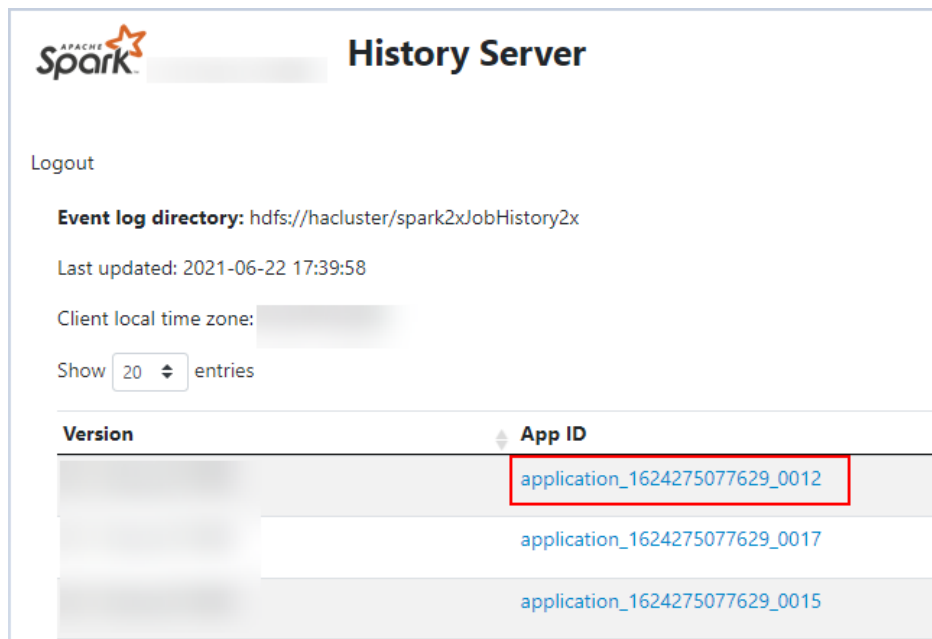 APACHE
Spark History Server
Logout
Event log directory: hdfs://hacluster/spark2xJobHistory2x
Last updated: 2021-06-22 17:39:58
Client local time zone:
Show 20 entries
Version App ID
application_1624275077629_0012
application_1624275077629_0017
application_1624275077629_0015